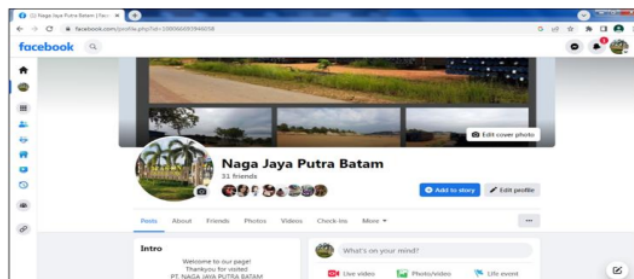 (1) Naga Jaya Putra Batam | Fac
facebook.com/profile.php?id=100066093946038
facebook
Edit cover photo
Naga Jaya Putra Batam
31 friends
Add to story
Edit profile
Posts About Friends Photos Videos Check-ins More
Intro
What's on your mind?
Welcome to our page!
Thankyou for visited
PT. NAGA JAYA PUTRA BATAM
Live video Photo/video Life event